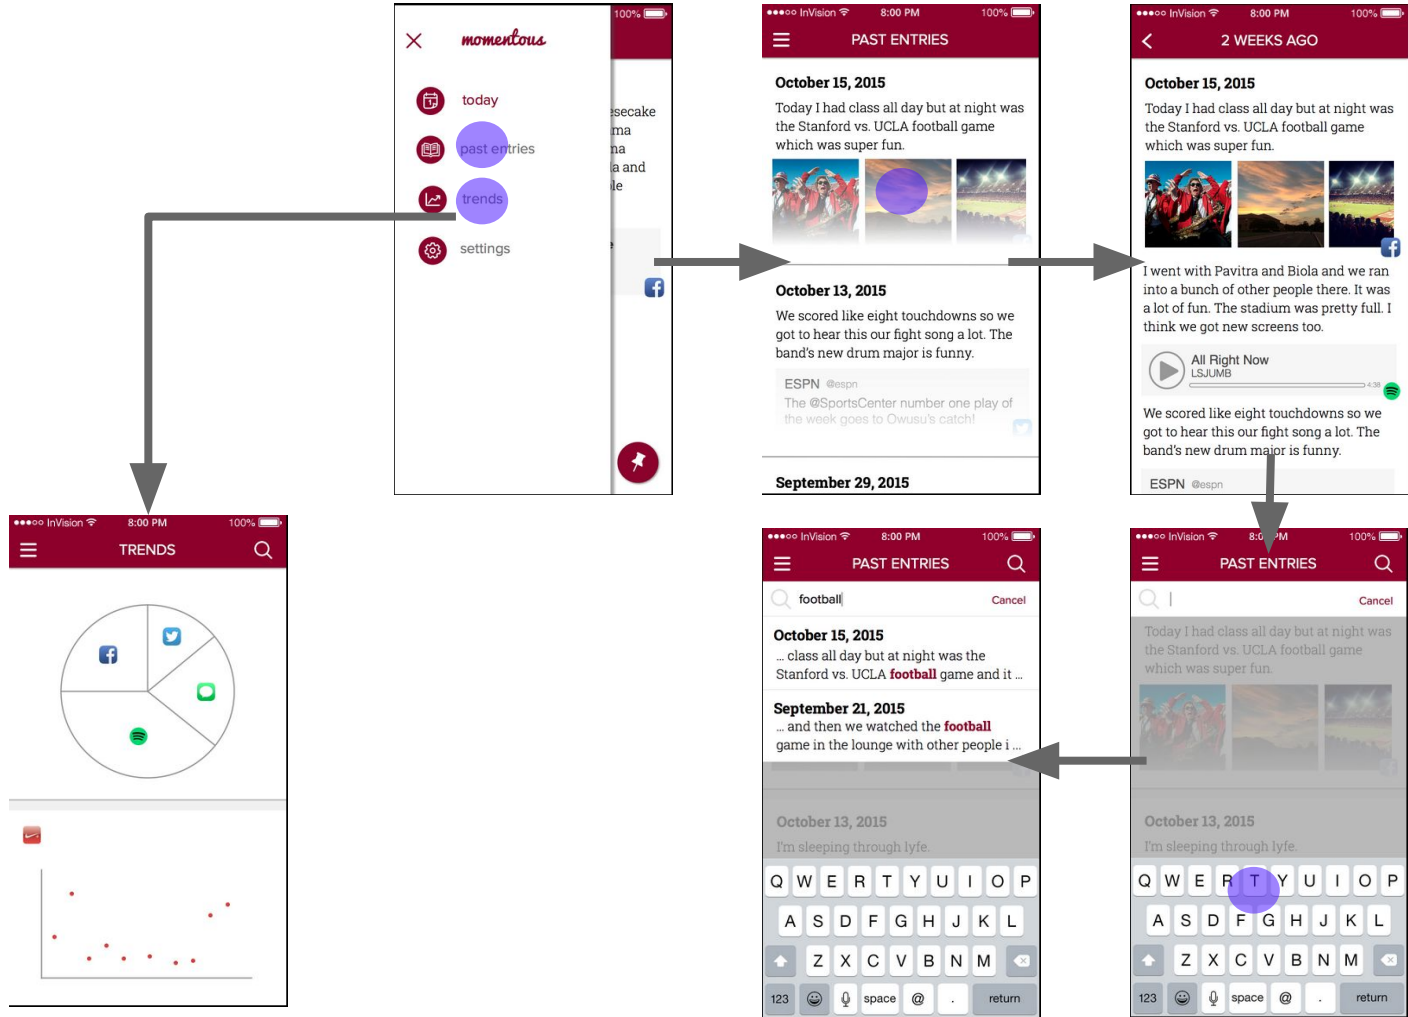 100%
momentous
today
past entries
trends
settings
esecake
ma
na
la and
le
e
InVision 8:00 PM 100%
PAST ENTRIES
October 15, 2015
Today I had class all day but at night was
the Stanford vs. UCLA football game
which was super fun.
October 13, 2015
We scored like eight touchdowns so we
got to hear this our fight song a lot. The
band's new drum major is funny.
ESPN @espn
The @SportsCenter number one play of
the week goes to Owusu's catch!
September 29, 2015
InVision 8:00 PM 100%
2 WEEKS AGO
October 15, 2015
Today I had class all day but at night was
the Stanford vs. UCLA football game
which was super fun.
I went with Pavitra and Biola and we ran
into a bunch of other people there. It was
a lot of fun. The stadium was pretty full. I
think we got new screens too.
All Right Now
LSJUMB
4:38
We scored like eight touchdowns so we
got to hear this our fight song a lot. The
band's new drum major is funny.
ESPN @espn
InVision 8:00 PM 100%
TRENDS
InVision 8:00 PM 100%
PAST ENTRIES
football
Cancel
October 15, 2015
... class all day but at night was the
Stanford vs. UCLA football game and it ...
September 21, 2015
... and then we watched the football
game in the lounge with other people i ...
October 13, 2015
I'm sleeping through lyfe.
Q W E R T Y U I O P
A S D F G H J K L
Z X C V B N M
123 space @ . return
InVision 8:00 PM 100%
PAST ENTRIES
Cancel
Today I had class all day but at night was
the Stanford vs. UCLA football game
which was super fun.
October 13, 2015
I'm sleeping through lyfe.
Q W E R T Y U I O P
A S D F G H J K L
Z X C V B N M
123 space @ . return